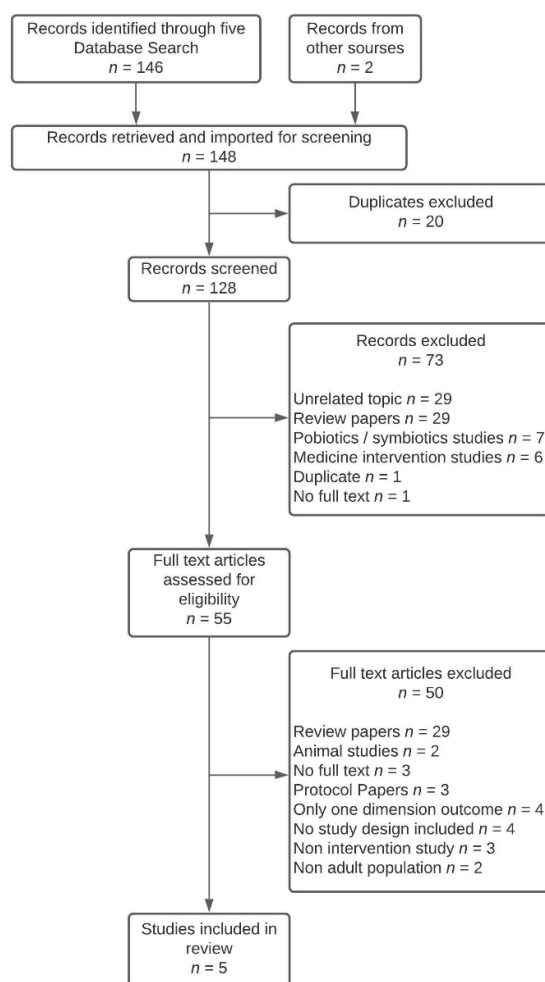 Records identified through five
Database Search
n = 146
Records from
other sourses
n = 2
Records retrieved and imported for screening
n = 148
Duplicates excluded
n = 20
Recrords screened
n = 128
Records excluded
n = 73
Unrelated topic n = 29
Review papers n = 29
Pobiotics / symbiotics studies n = 7
Medicine intervention studies n = 6
Duplicate n = 1
No full text n = 1
Full text articles
assessed for
eligibility
n = 55
Full text articles excluded
n = 50
Review papers n = 29
Animal studies n = 2
No full text n = 3
Protocol Papers n = 3
Only one dimension outcome n = 4
No study design included n = 4
Non intervention study n = 3
Non adult population n = 2
Studies included in
review
n = 5